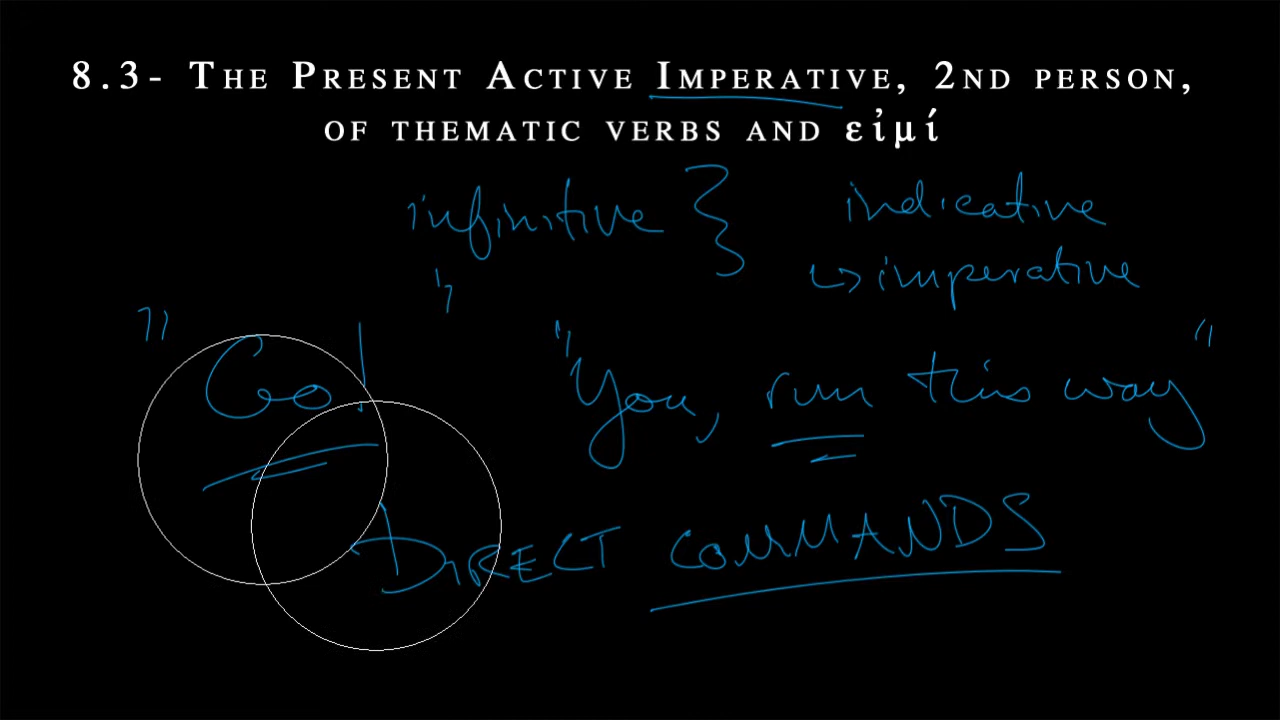 8.3- The Present Active Imperative, 2nd person,
of thematic verbs and εἰμί
infinitive } indicative
↳ imperative
"Go!" "You, run this way"
DIRECT COMMANDS